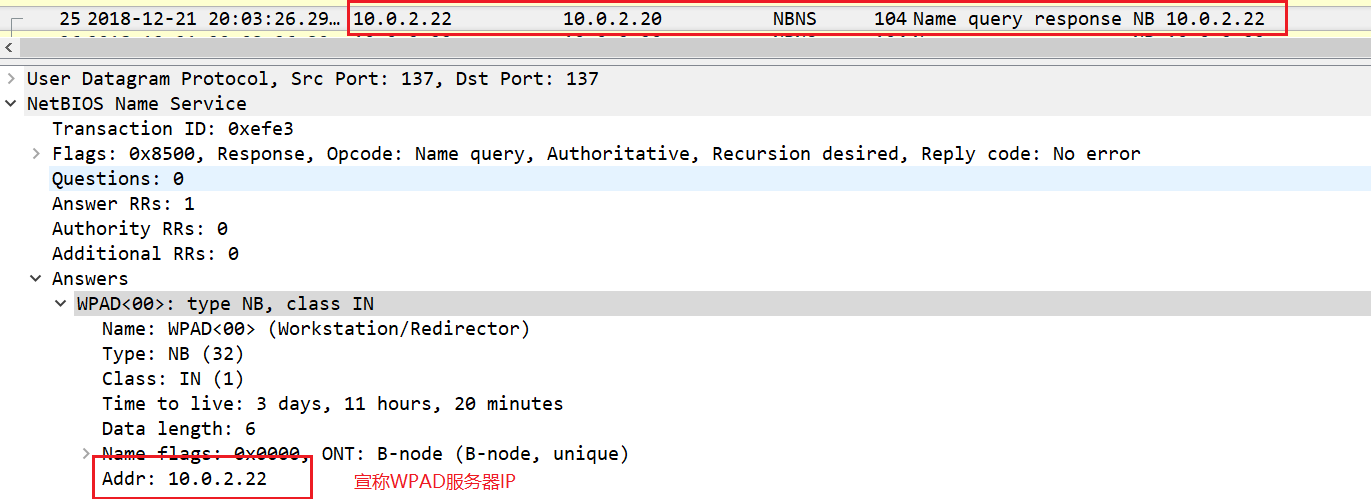 25 2018-12-21 20:03:26.29… 10.0.2.22 10.0.2.20 NBNS 104 Name query response NB 10.0.2.22
User Datagram Protocol, Src Port: 137, Dst Port: 137
NetBIOS Name Service
Transaction ID: 0xefe3
Flags: 0x8500, Response, Opcode: Name query, Authoritative, Recursion desired, Reply code: No error
Questions: 0
Answer RRs: 1
Authority RRs: 0
Additional RRs: 0
Answers
WPAD<00>: type NB, class IN
Name: WPAD<00> (Workstation/Redirector)
Type: NB (32)
Class: IN (1)
Time to live: 3 days, 11 hours, 20 minutes
Data length: 6
Name flags: 0x0000, ONT: B-node (B-node, unique)
Addr: 10.0.2.22 宣称WPAD服务器IP